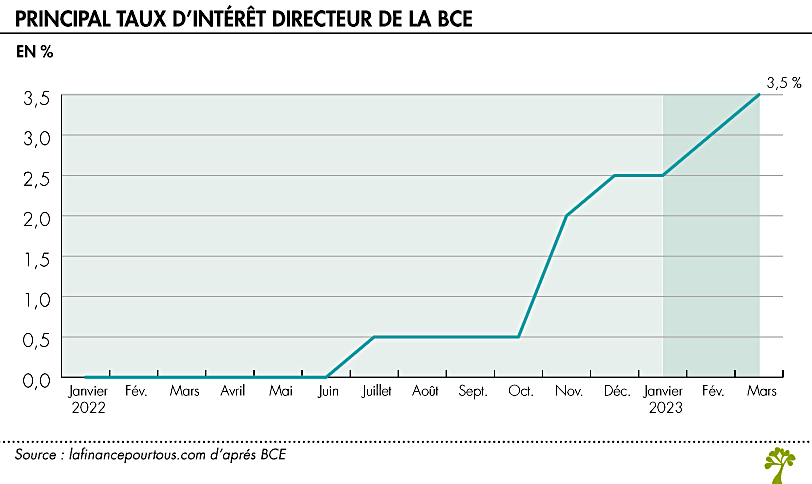 PRINCIPAL TAUX D'INTÉRÊT DIRECTEUR DE LA BCE
EN %
3,5 %
3,5
3,0
2,5
2,0
1,5
1,0
0,5
0,0
Janvier Fév. Mars Avril Mai Juin Juillet Août Sept. Oct. Nov. Déc. Janvier Fév. Mars
2022 2023
Source : lafinancepourtous.com d'aprés BCE